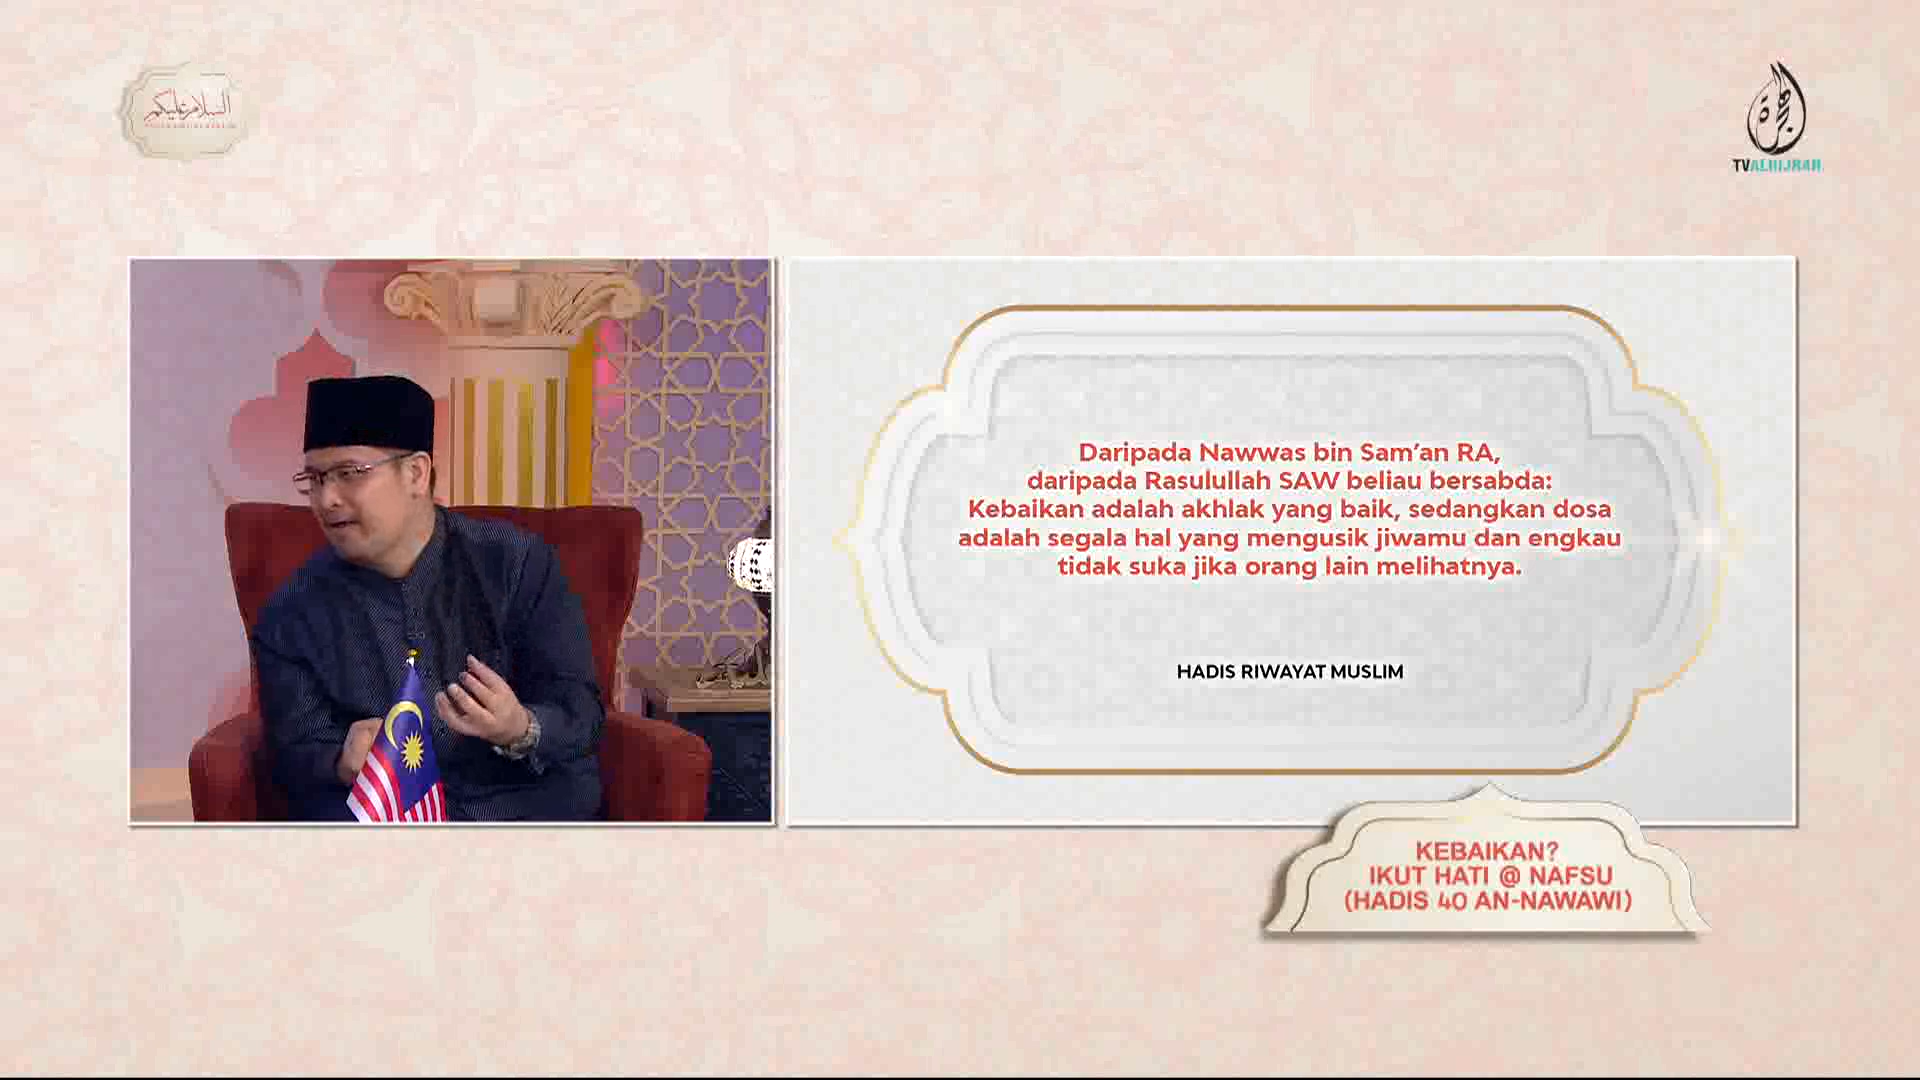 السلام عليكم
TVALHIJRAH
Daripada Nawwas bin Sam'an RA,
daripada Rasulullah SAW beliau bersabda:
Kebaikan adalah akhlak yang baik, sedangkan dosa
adalah segala hal yang mengusik jiwamu dan engkau
tidak suka jika orang lain melihatnya.
HADIS RIWAYAT MUSLIM
KEBAIKAN?
IKUT HATI @ NAFSU
(HADIS 40 AN-NAWAWI)